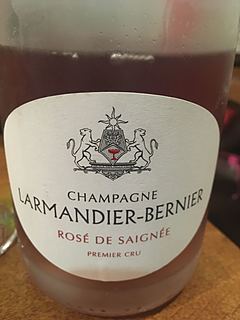 CHAMPAGNE
LARMANDIER-BERNIER
ROSÉ DE SAIGNÉE
PREMIER CRU